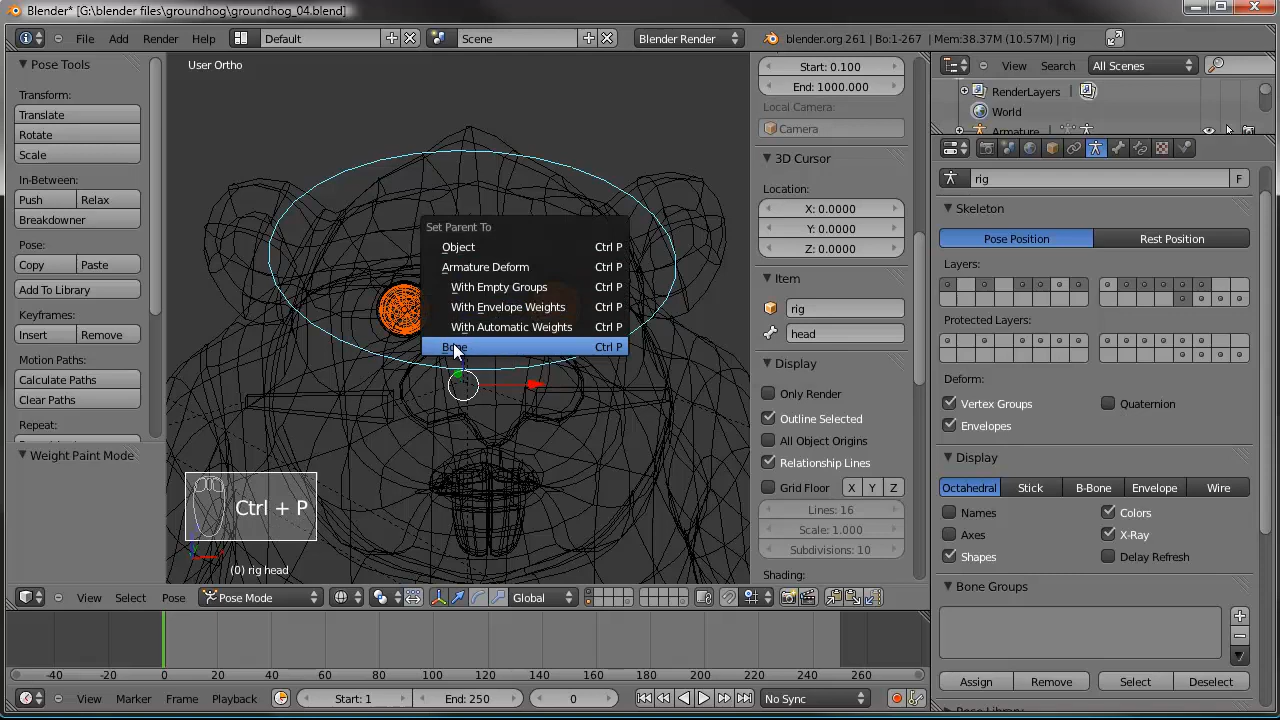 Blender* [G:\blender files\groundhog\groundhog_04.blend]
File Add Render Help Default Scene Blender Render blender.org 261 | Bo:1-267 | Mem:38.37M (10.57M) | rig
Pose Tools
Transform:
Translate
Rotate
Scale
In-Between:
Push Relax
Breakdowner
Pose:
Copy Paste
Add To Library
Keyframes:
Insert Remove
Motion Paths:
Calculate Paths
Clear Paths
Repeat:
Weight Paint Mode
User Ortho
Set Parent To
Object Ctrl P
Armature Deform Ctrl P
With Empty Groups Ctrl P
With Envelope Weights Ctrl P
With Automatic Weights Ctrl P
Bone Ctrl P
Ctrl + P
(0) rig head
View Select Pose Pose Mode Global
Start: 0.100
End: 1000.000
Local Camera:
Camera
3D Cursor
Location:
X: 0.0000
Y: 0.0000
Z: 0.0000
Item
rig
head
Display
Only Render
Outline Selected
All Object Origins
Relationship Lines
Grid Floor X Y Z
Lines: 16
Scale: 1.000
Subdivisions: 10
Shading:
View Search All Scenes
RenderLayers |
World
Armature
rig F
Skeleton
Pose Position Rest Position
Layers:
Protected Layers:
Deform:
Vertex Groups Quaternion
Envelopes
Display
Octahedral Stick B-Bone Envelope Wire
Names Colors
Axes X-Ray
Shapes Delay Refresh
Bone Groups
Assign Remove Select Deselect
-40 -20 0 20 40 60 80 100 120 140 160 180 200 220 240 260
View Marker Frame Playback Start: 1 End: 250 0 No Sync